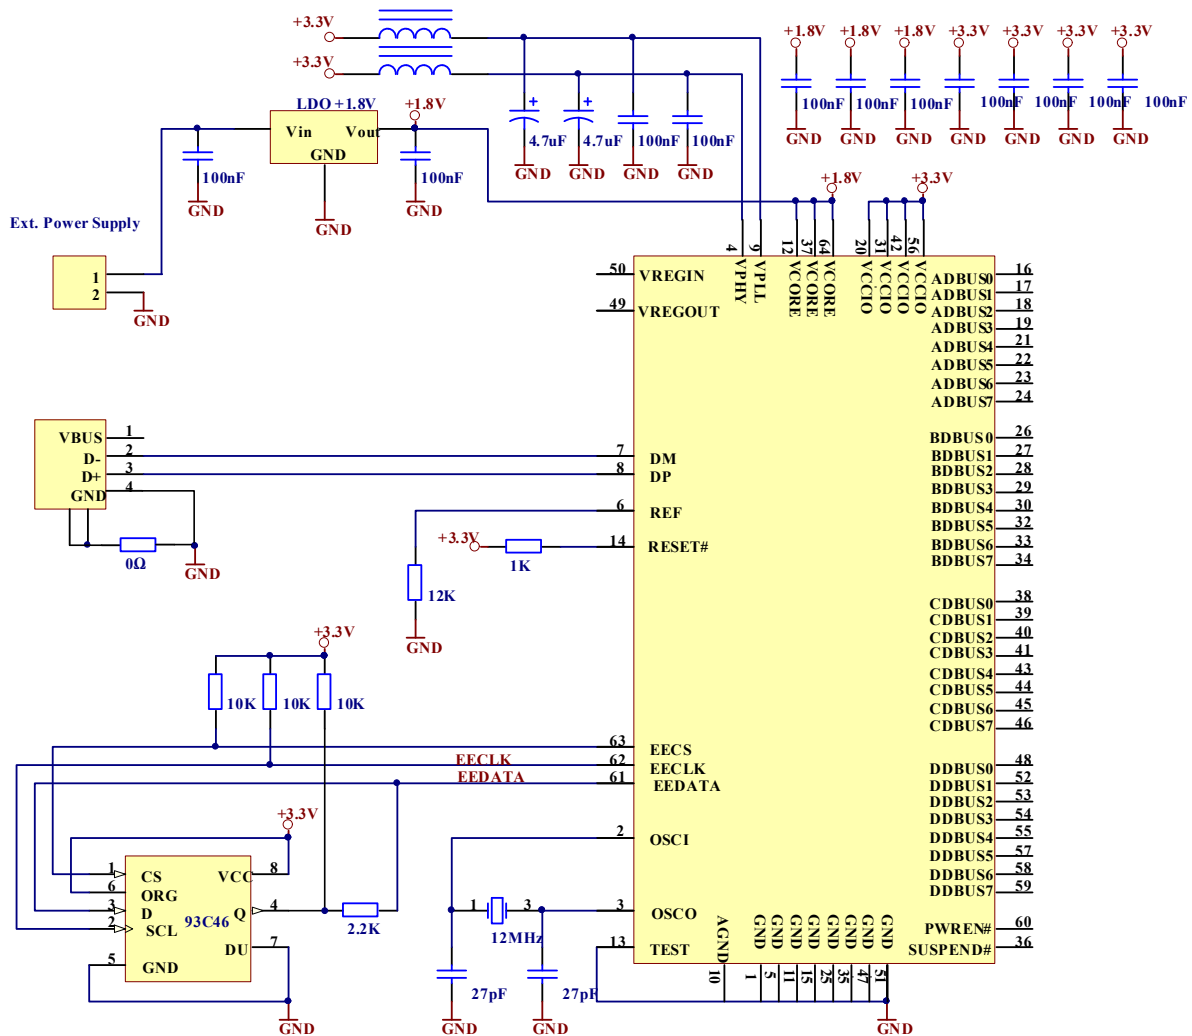 +3.3V
+3.3V
LDO +1.8V
+1.8V
Vin
Vout
GND
100nF
GND
GND
100nF
GND
4.7uF
4.7uF
100nF
100nF
GND
GND
GND
GND
+1.8V
+1.8V
+1.8V
+3.3V
+3.3V
+3.3V
+3.3V
100nF
100nF
100nF
100nF
100nF
100nF
100nF
GND
GND
GND
GND
GND
GND
GND
Ext. Power Supply
1
2
GND
+1.8V
+3.3V
4
9
12
37
64
20
31
42
56
VPHY
VPLL
VCORE
VCORE
VCORE
VCCIO
VCCIO
VCCIO
VCCIO
50
VREGIN
49
VREGOUT
ADBUS0
16
ADBUS1
17
ADBUS2
18
ADBUS3
19
ADBUS4
21
ADBUS5
22
ADBUS6
23
ADBUS7
24
BDBUS0
26
BDBUS1
27
BDBUS2
28
BDBUS3
29
BDBUS4
30
BDBUS5
32
BDBUS6
33
BDBUS7
34
CDBUS0
38
CDBUS1
39
CDBUS2
40
CDBUS3
41
CDBUS4
43
CDBUS5
44
CDBUS6
45
CDBUS7
46
DDBUS0
48
DDBUS1
52
DDBUS2
53
DDBUS3
54
DDBUS4
55
DDBUS5
57
DDBUS6
58
DDBUS7
59
PWREN#
60
SUSPEND#
36
VBUS
1
D-
2
D+
3
GND
4
0Ω
GND
7
DM
8
DP
6
REF
14
RESET#
+3.3V
1K
12K
GND
+3.3V
10K
10K
10K
63
EECS
EECLK
62
EECLK
EEDATA
61
EEDATA
+3.3V
1
CS
6
ORG
3
D
2
SCL
5
GND
93C46
VCC
8
Q
4
DU
7
2.2K
GND
2
OSCI
3
OSCO
13
TEST
1
3
12MHz
27pF
27pF
GND
GND
AGND
GND
GND
GND
GND
GND
GND
GND
GND
10
1
5
11
15
25
35
47
51
GND